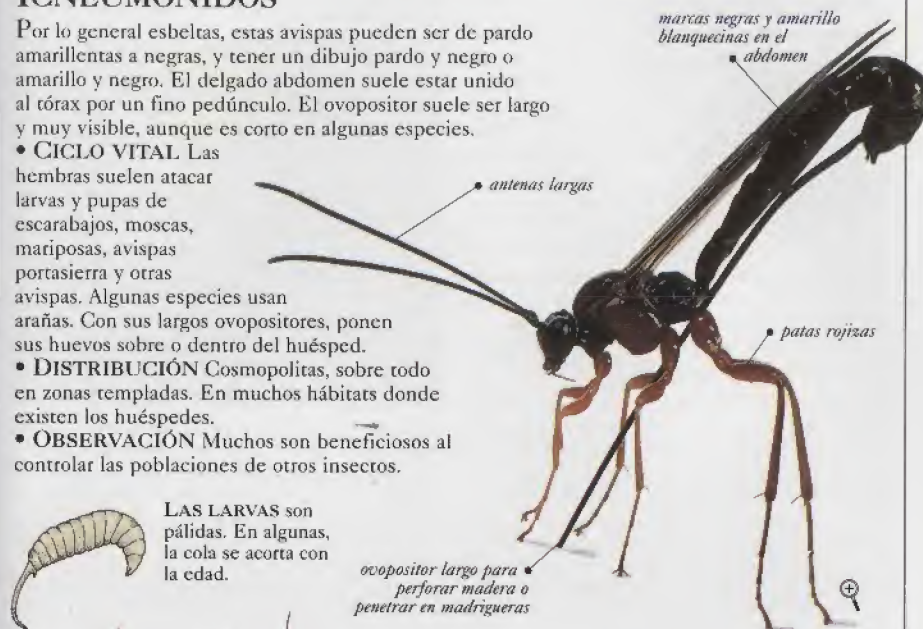 ICNEUMÓNIDOS
Por lo general esbeltas, estas avispas pueden ser de pardo
amarillentas a negras, y tener un dibujo pardo y negro o
amarillo y negro. El delgado abdomen suele estar unido
al tórax por un fino pedúnculo. El ovopositor suele ser largo
y muy visible, aunque es corto en algunas especies.
• CICLO VITAL Las
hembras suelen atacar
larvas y pupas de
escarabajos, moscas,
mariposas, avispas
portasierra y otras
avispas. Algunas especies usan
arañas. Con sus largos ovopositores, ponen
sus huevos sobre o dentro del huésped.
• DISTRIBUCIÓN Cosmopolitas, sobre todo
en zonas templadas. En muchos hábitats donde
existen los huéspedes.
• OBSERVACIÓN Muchos son beneficiosos al
controlar las poblaciones de otros insectos.
LAS LARVAS son
pálidas. En algunas,
la cola se acorta con
la edad.
marcas negras y amarillo
blanquecinas en el
abdomen
antenas largas
patas rojizas
ovopositor largo para
perforar madera o
penetrar en madrigueras